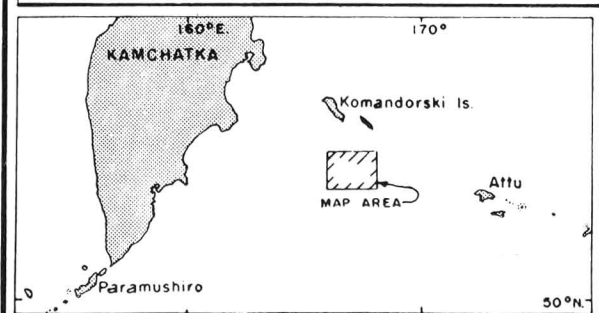 160°E.
170°
KAMCHATKA
Komandorski Is.
Attu
MAP AREA
Paramushiro
50°N.